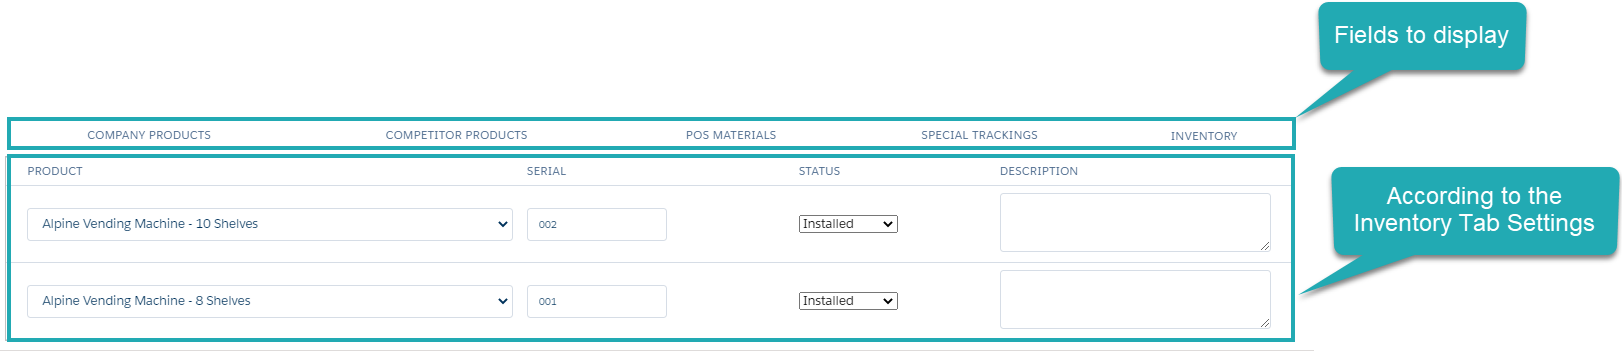 Fields to display
COMPANY PRODUCTS COMPETITOR PRODUCTS POS MATERIALS SPECIAL TRACKINGS INVENTORY
PRODUCT SERIAL STATUS DESCRIPTION
According to the
Inventory Tab Settings
Alpine Vending Machine - 10 Shelves 002 Installed
Alpine Vending Machine - 8 Shelves 001 Installed